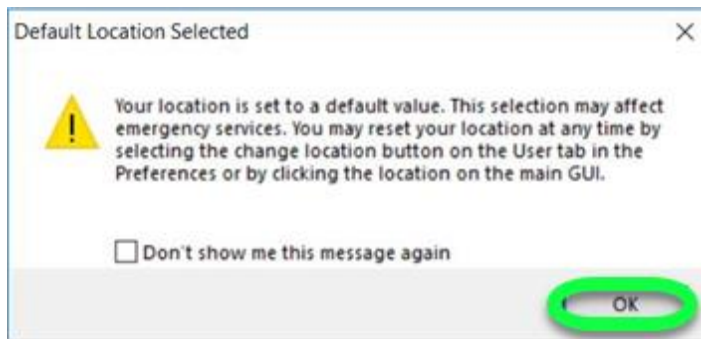 Default Location Selected
Your location is set to a default value. This selection may affect
emergency services. You may reset your location at any time by
selecting the change location button on the User tab in the
Preferences or by clicking the location on the main GUI.
Don't show me this message again
OK